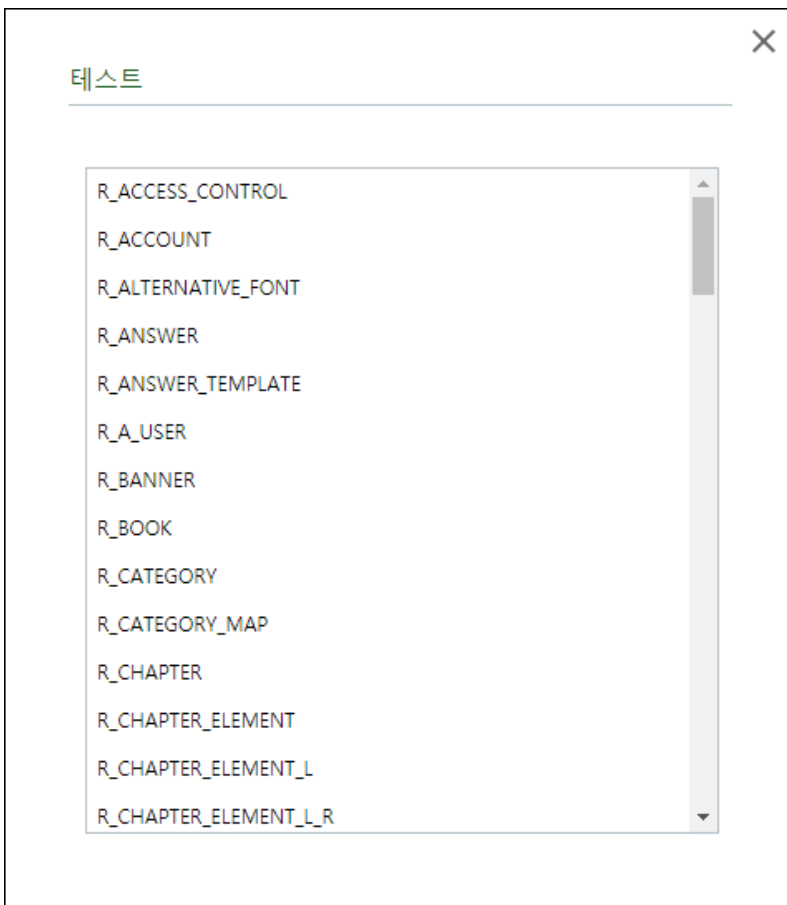 테스트
R_ACCESS_CONTROL
R_ACCOUNT
R_ALTERNATIVE_FONT
R_ANSWER
R_ANSWER_TEMPLATE
R_A_USER
R_BANNER
R_BOOK
R_CATEGORY
R_CATEGORY_MAP
R_CHAPTER
R_CHAPTER_ELEMENT
R_CHAPTER_ELEMENT_L
R_CHAPTER_ELEMENT_L_R